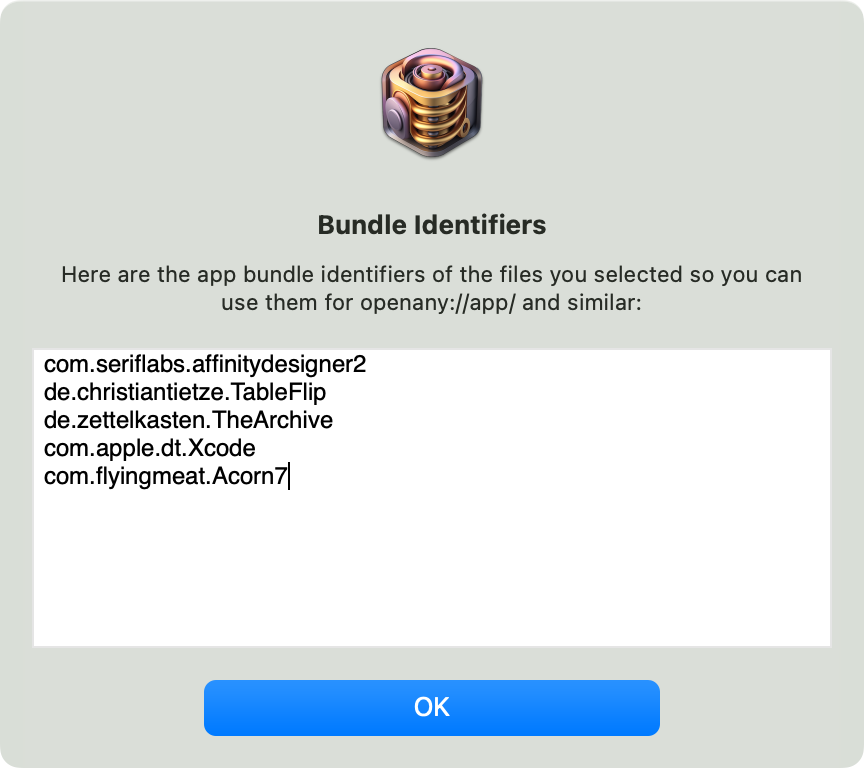 Bundle Identifiers
Here are the app bundle identifiers of the files you selected so you can
use them for openany://app/ and similar:
com.seriflabs.affinitydesigner2
de.christiantietze.TableFlip
de.zettelkasten.TheArchive
com.apple.dt.Xcode
com.flyingmeat.Acorn7
OK